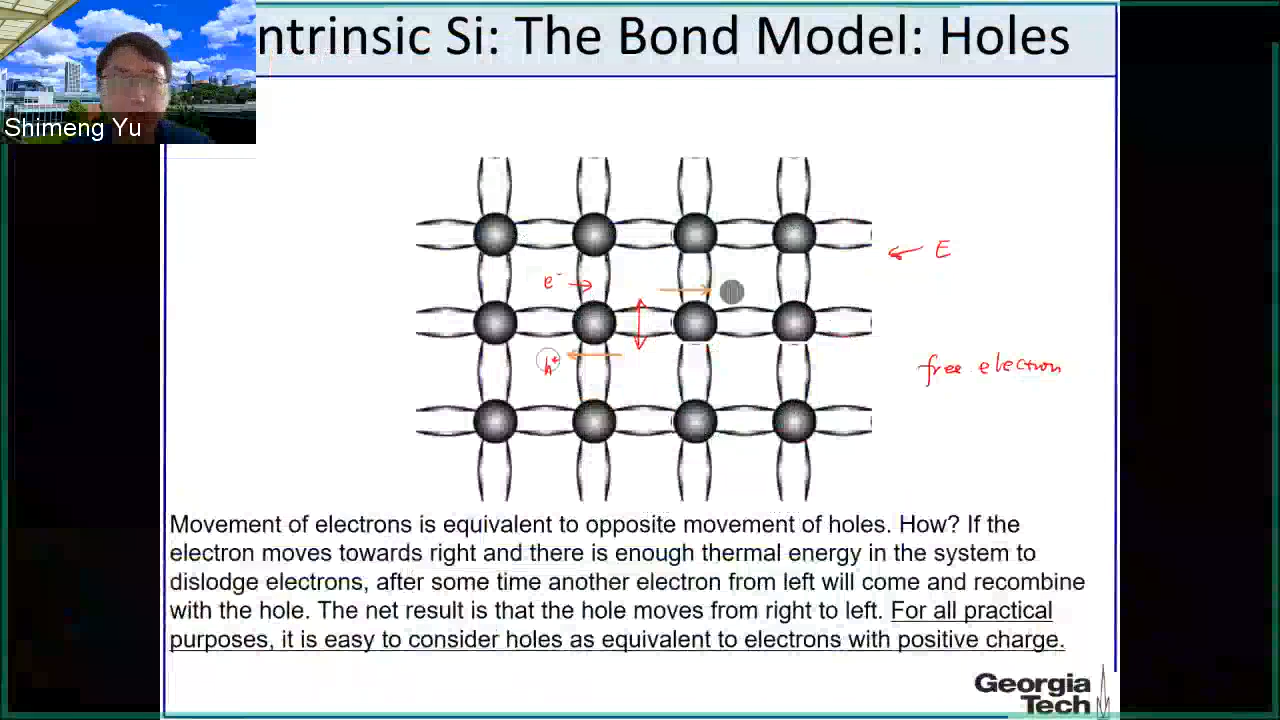 ntrinsic Si: The Bond Model: Holes
Shimeng Yu
← E
e⁻ →
h⁺
free electron
Movement of electrons is equivalent to opposite movement of holes. How? If the
electron moves towards right and there is enough thermal energy in the system to
dislodge electrons, after some time another electron from left will come and recombine
with the hole. The net result is that the hole moves from right to left. For all practical
purposes, it is easy to consider holes as equivalent to electrons with positive charge.
Georgia
Tech